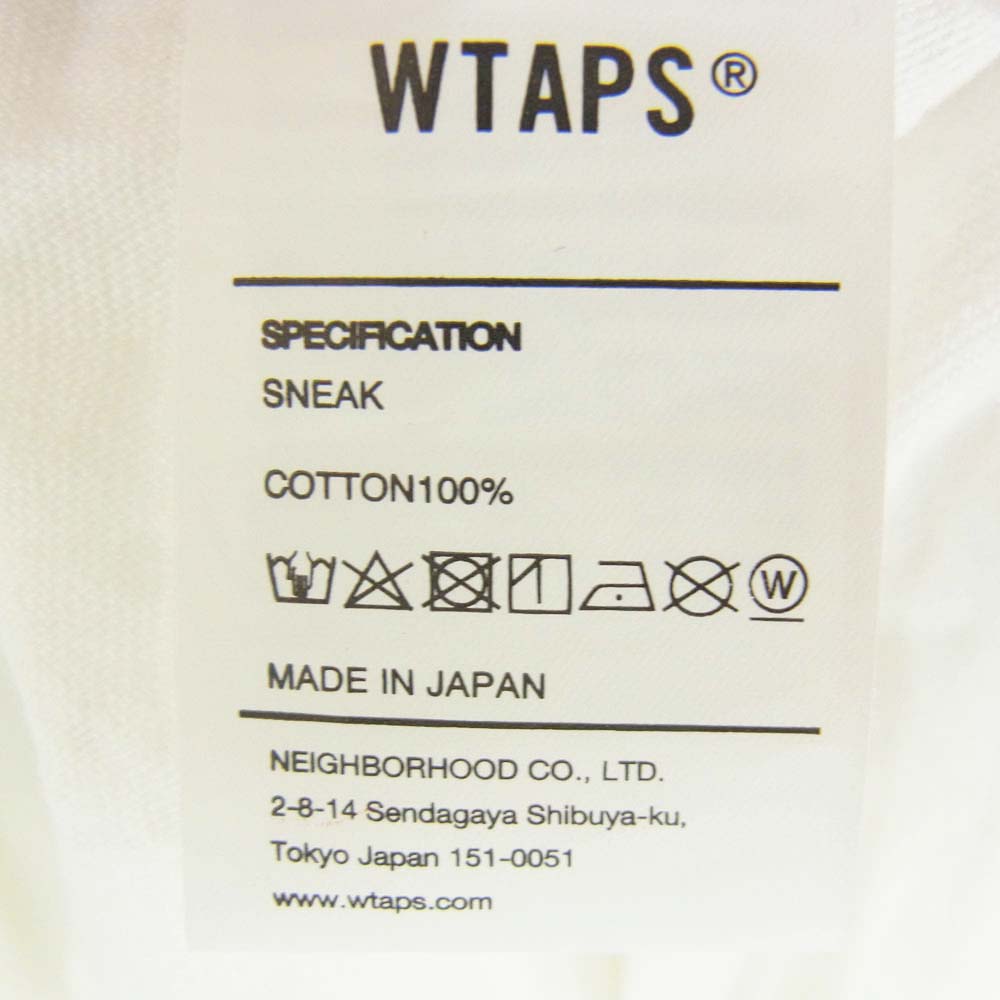 WTAPS®
SPECIFICATION
SNEAK
COTTON100%
W
MADE IN JAPAN
NEIGHBORHOOD CO., LTD.
2-8-14 Sendagaya Shibuya-ku,
Tokyo Japan 151-0051
www.wtaps.com